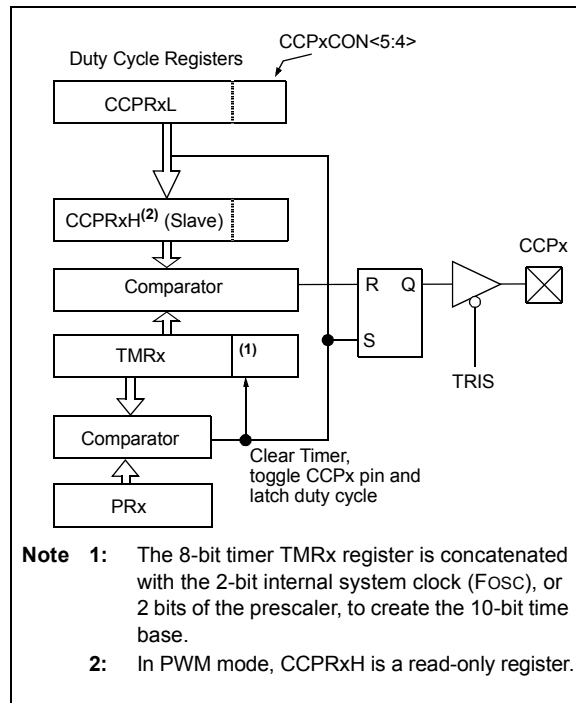 CCPxCON<5:4>
Duty Cycle Registers
CCPRxL
CCPRxH(2) (Slave)
CCPx
Comparator
R Q
TMRx (1)
S
TRIS
Comparator
Clear Timer,
toggle CCPx pin and
latch duty cycle
PRx
Note 1: The 8-bit timer TMRx register is concatenated
with the 2-bit internal system clock (FOSC), or
2 bits of the prescaler, to create the 10-bit time
base.
2: In PWM mode, CCPRxH is a read-only register.